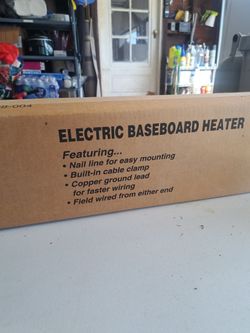 ELECTRIC BASEBOARD HEATER
Featuring...
• Nail line for easy mounting
• Built-in cable clamp
• Copper ground lead
for faster wiring
• Field wired from either end